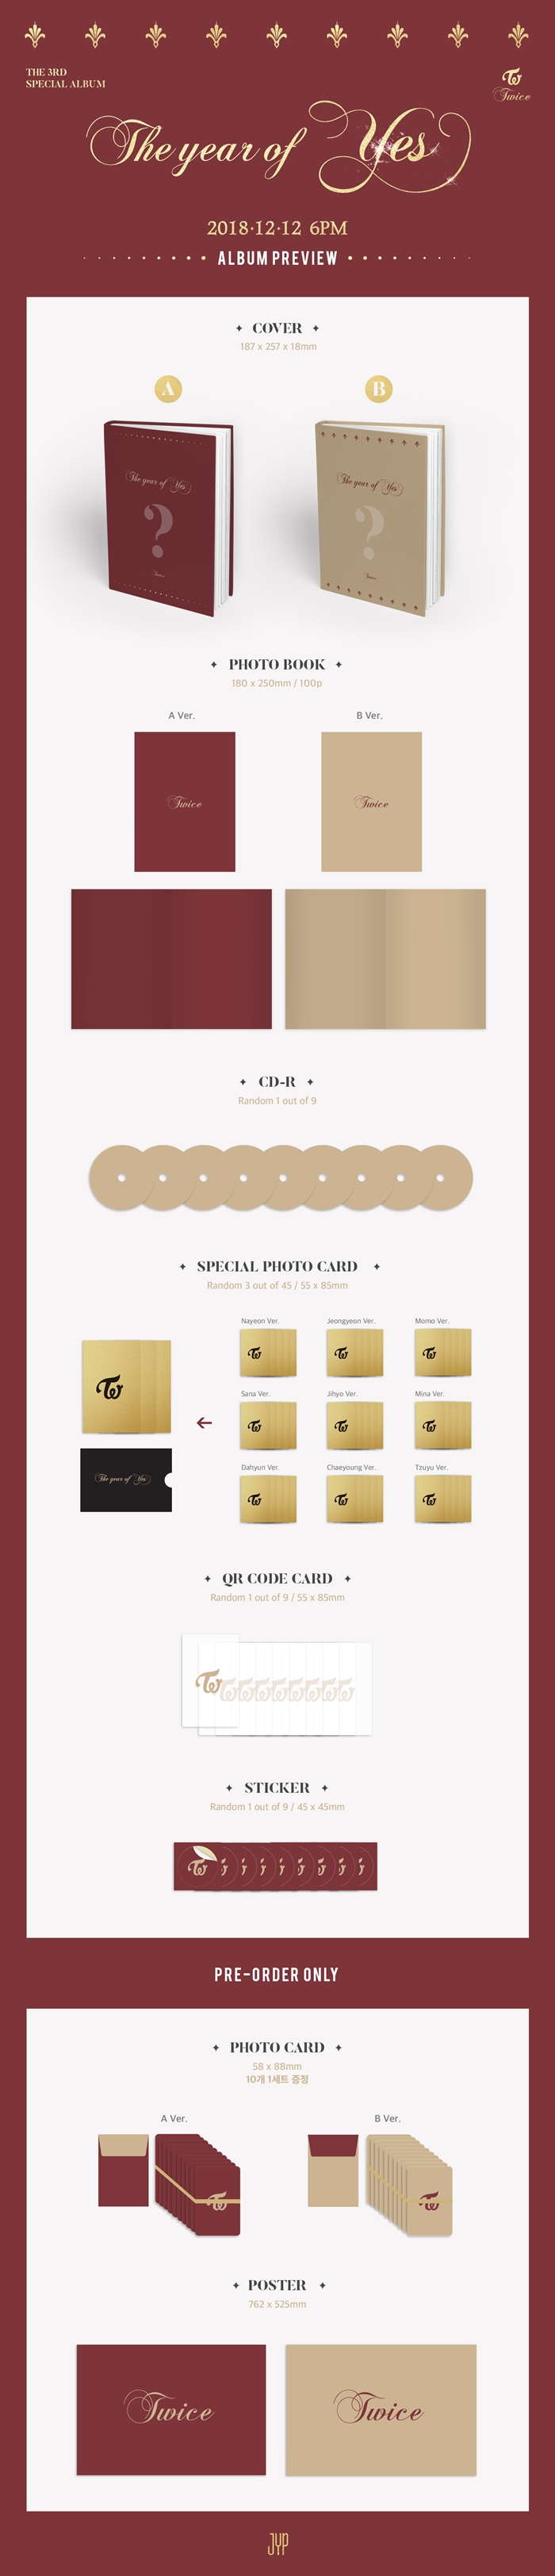 THE 3RD
SPECIAL ALBUM
Twice
The year of Yes
2018·12·12 6PM
ALBUM PREVIEW
COVER
187 x 257 x 18mm
A
B
The year of Yes
?
Twice
The year of Yes
?
Twice
PHOTO BOOK
180 x 250mm / 100p
A Ver.
B Ver.
Twice
Twice
CD-R
Random 1 out of 9
SPECIAL PHOTO CARD
Random 3 out of 45 / 55 x 85mm
Nayeon Ver.
Jeongyeon Ver.
Momo Ver.
Sana Ver.
Jihyo Ver.
Mina Ver.
The year of Yes
Dahyun Ver.
Chaeyoung Ver.
Tzuyu Ver.
QR CODE CARD
Random 1 out of 9 / 55 x 85mm
STICKER
Random 1 out of 9 / 45 x 45mm
PRE-ORDER ONLY
PHOTO CARD
58 x 88mm
10개 1세트 증정
A Ver.
B Ver.
POSTER
762 x 525mm
Twice
Twice
JYP